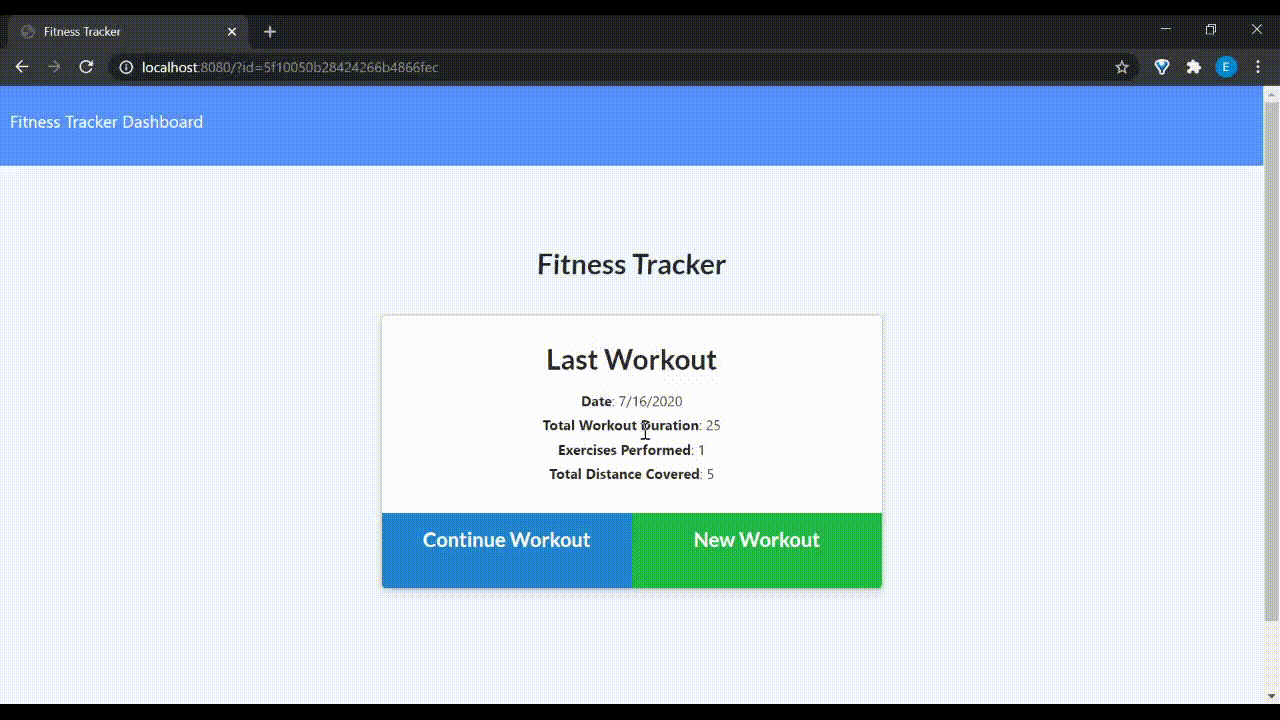 Fitness Tracker
localhost:8080/?id=5f10050b28424266b4866fec
E
Fitness Tracker Dashboard
Fitness Tracker
Last Workout
Date: 7/16/2020
Total Workout Duration: 25
Exercises Performed: 1
Total Distance Covered: 5
Continue Workout
New Workout